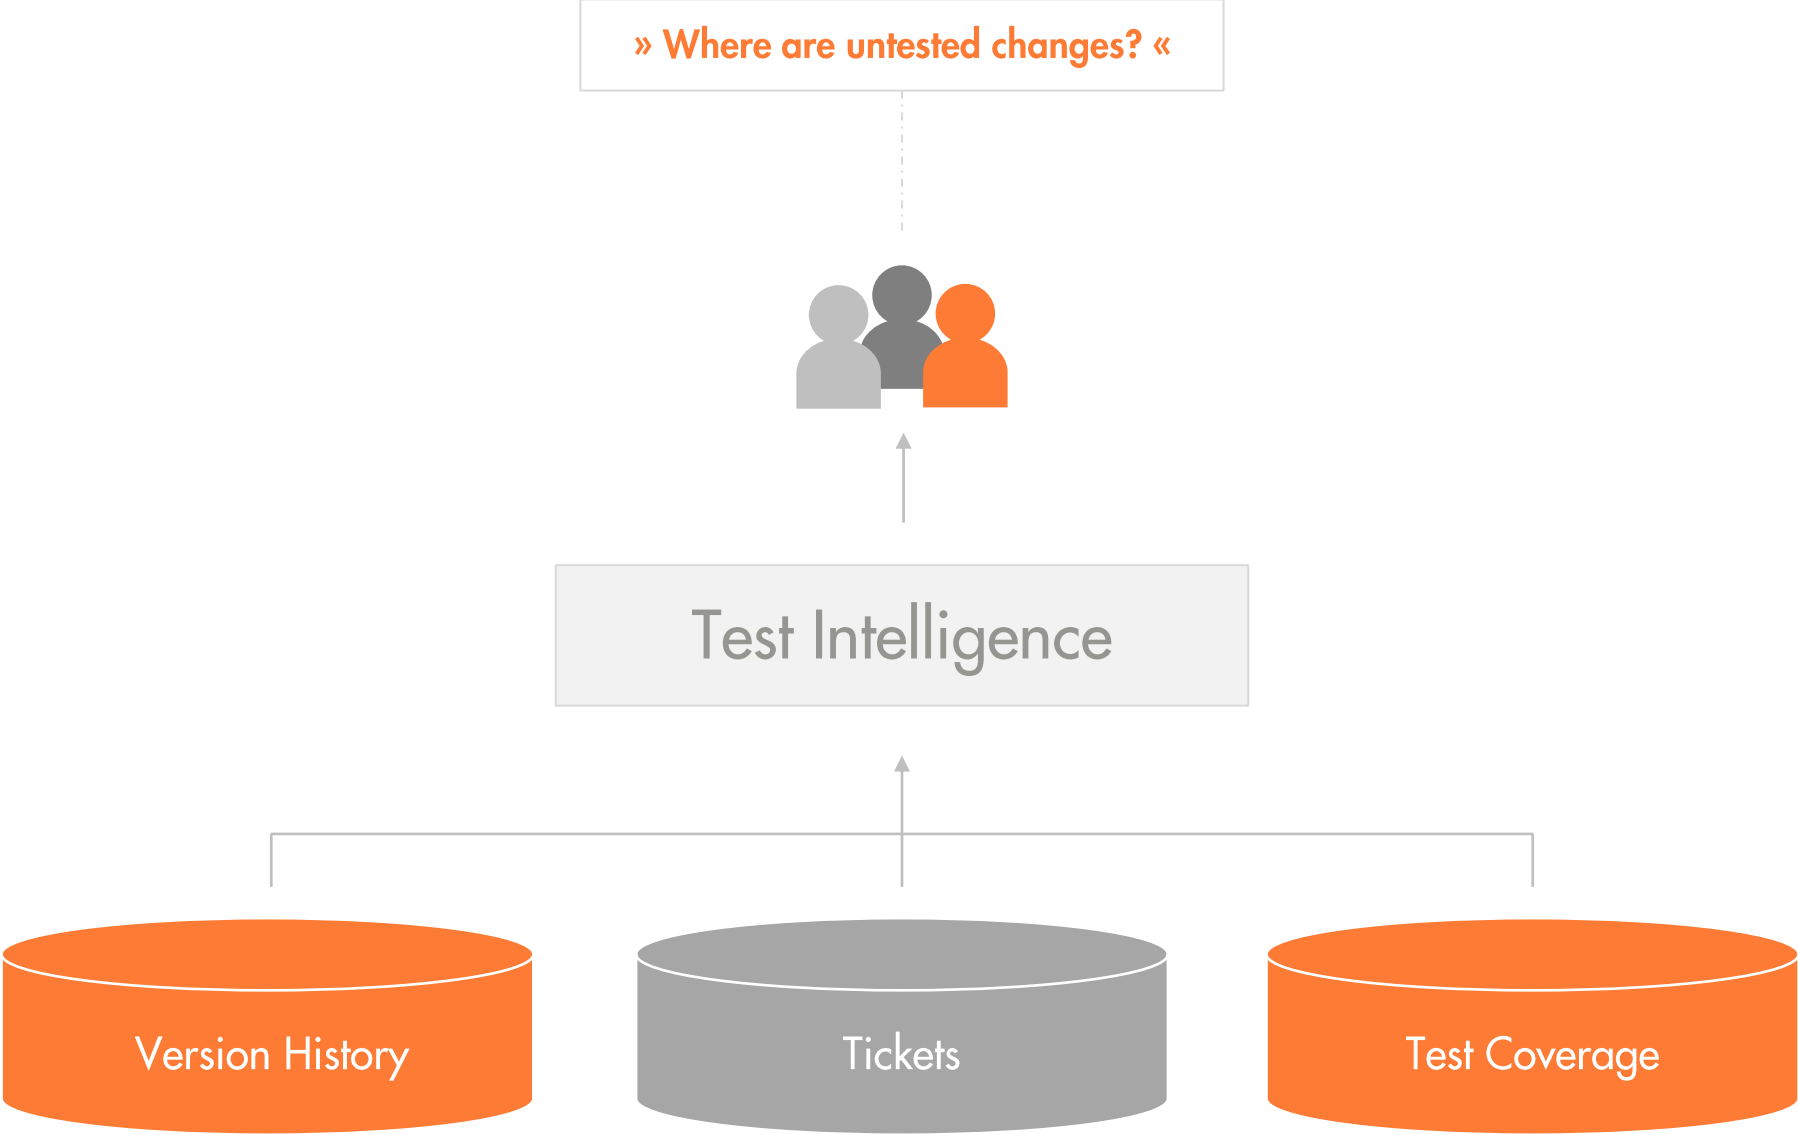 » Where are untested changes? «
Test Intelligence
Version History
Tickets
Test Coverage